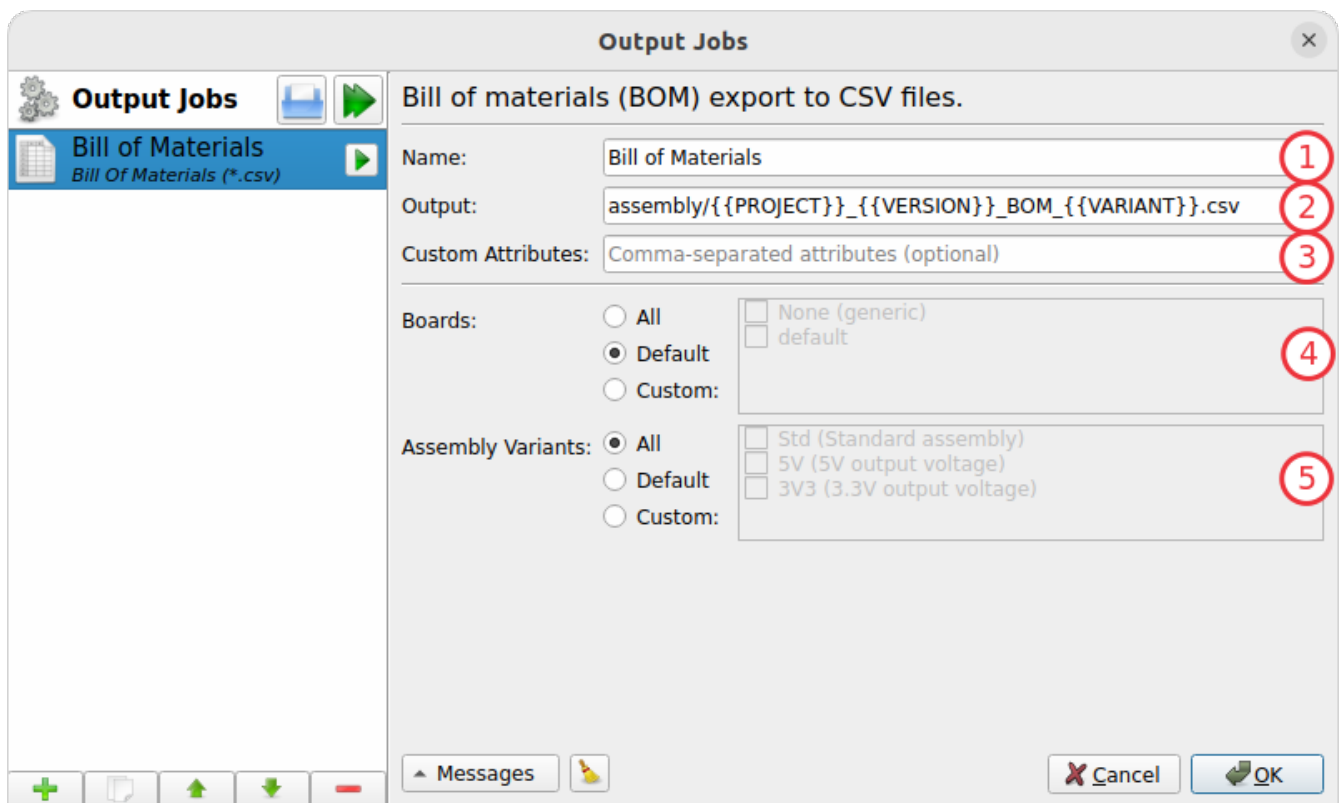 Output Jobs
Output Jobs
Bill of materials (BOM) export to CSV files.
Bill of Materials
Bill Of Materials (*.csv)
Name:
Bill of Materials
1
Output:
assembly/{{PROJECT}}_{{VERSION}}_BOM_{{VARIANT}}.csv
2
Custom Attributes:
Comma-separated attributes (optional)
3
Boards:
All
Default
Custom:
None (generic)
default
4
Assembly Variants:
All
Default
Custom:
Std (Standard assembly)
5V (5V output voltage)
3V3 (3.3V output voltage)
5
Messages
Cancel
OK